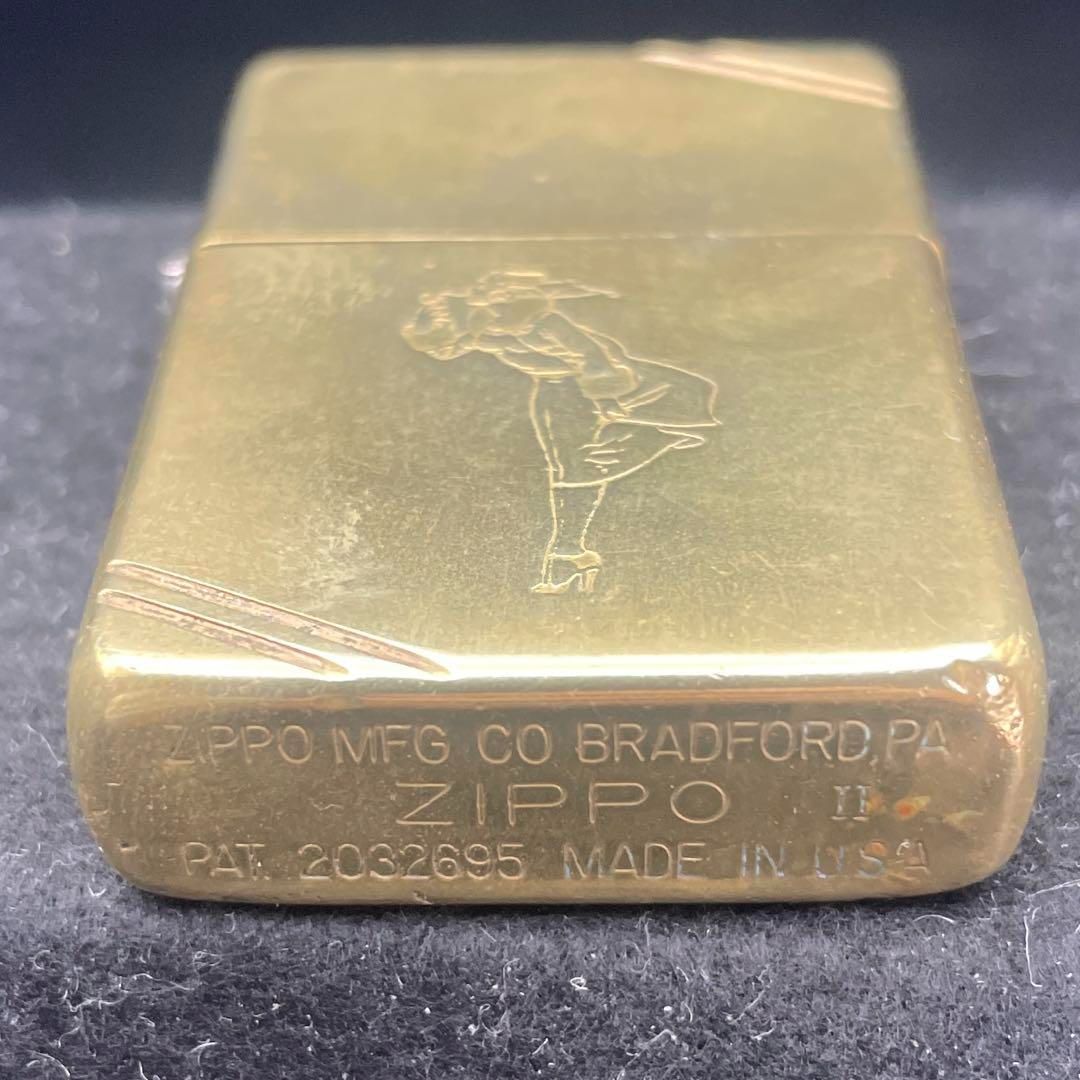 ZIPPO MFG CO BRADFORD, PA
ZIPPO II
PAT. 2032695 MADE IN U.S.A